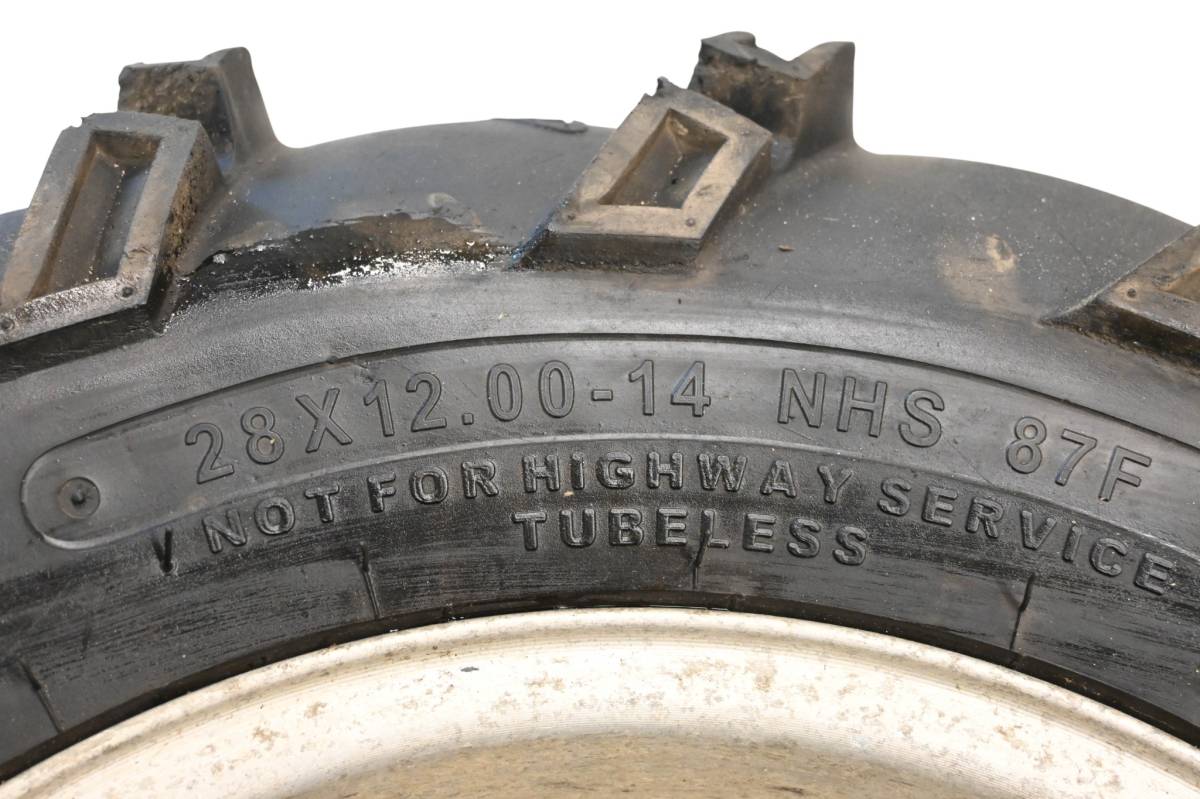 28X12.00-14 NHS 87F
NOT FOR HIGHWAY SERVICE
TUBELESS